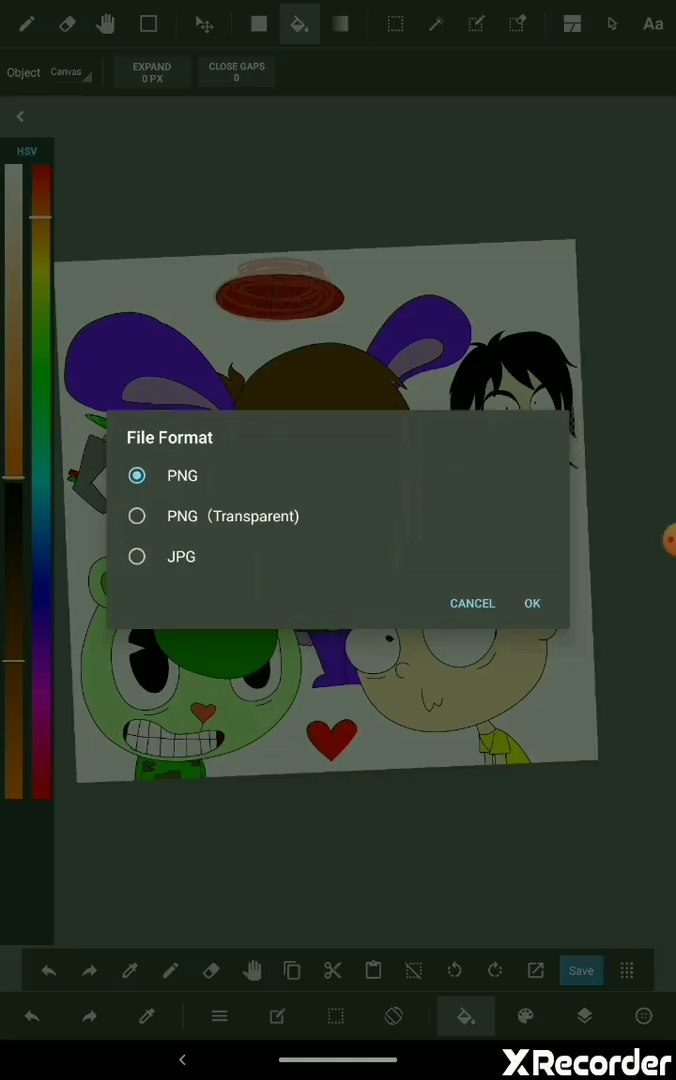 Aa
Object Canvas
EXPAND
0 PX
CLOSE GAPS
0
HSV
File Format
PNG
PNG (Transparent)
JPG
CANCEL OK
Save
XRecorder